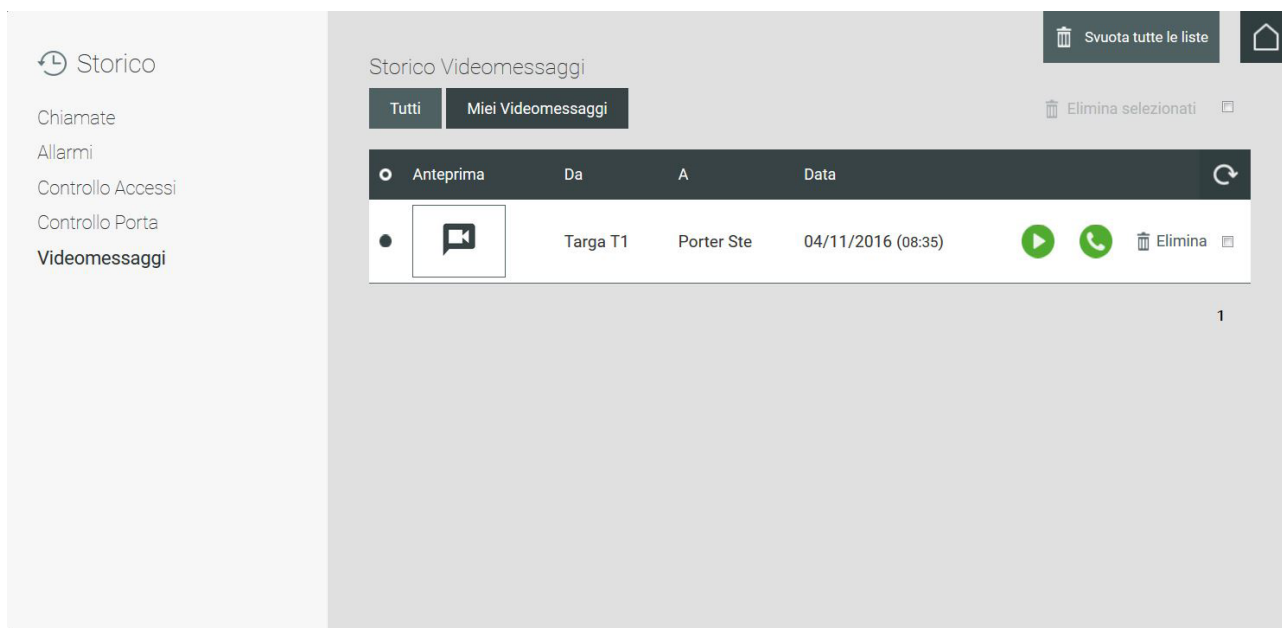 Storico
Chiamate
Allarmi
Controllo Accessi
Controllo Porta
Videomessaggi
Svuota tutte le liste
Storico Videomessaggi
Tutti Miei Videomessaggi Elimina selezionati
Anteprima Da A Data
Targa T1 Porter Ste 04/11/2016 (08:35) Elimina
1